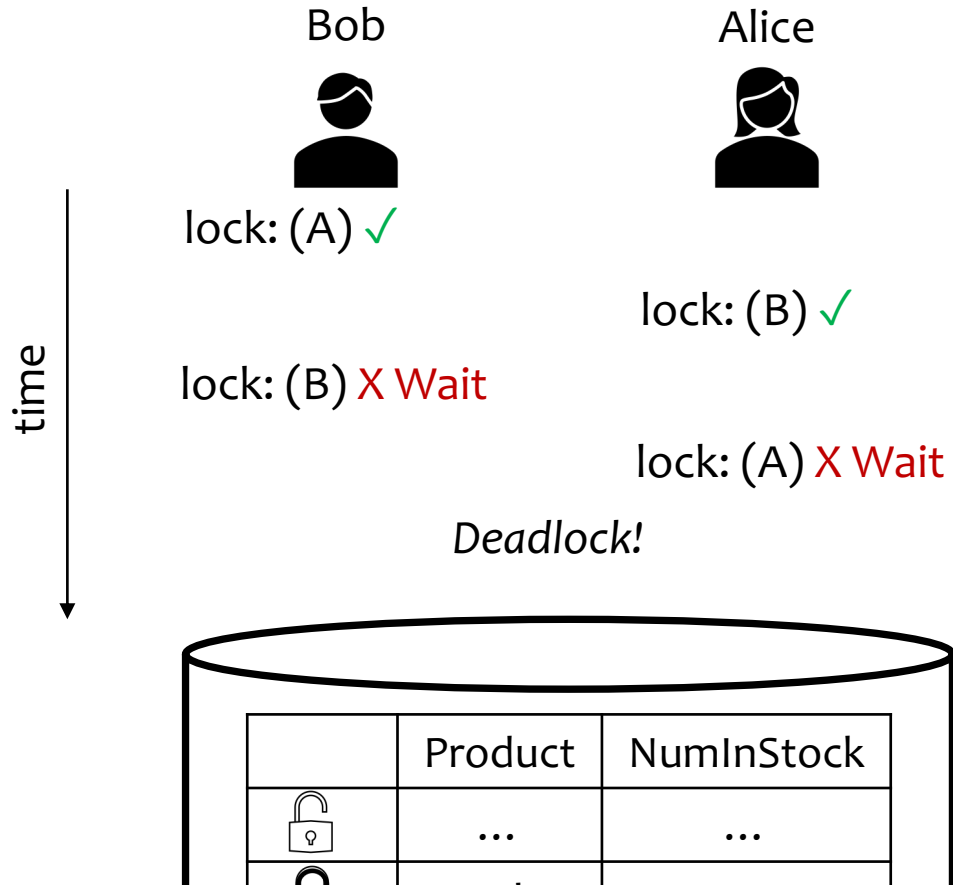 Bob
Alice
lock: (A) ✓
lock: (B) ✓
time
lock: (B) X Wait
lock: (A) X Wait
Deadlock!
Product NumInStock
... ...